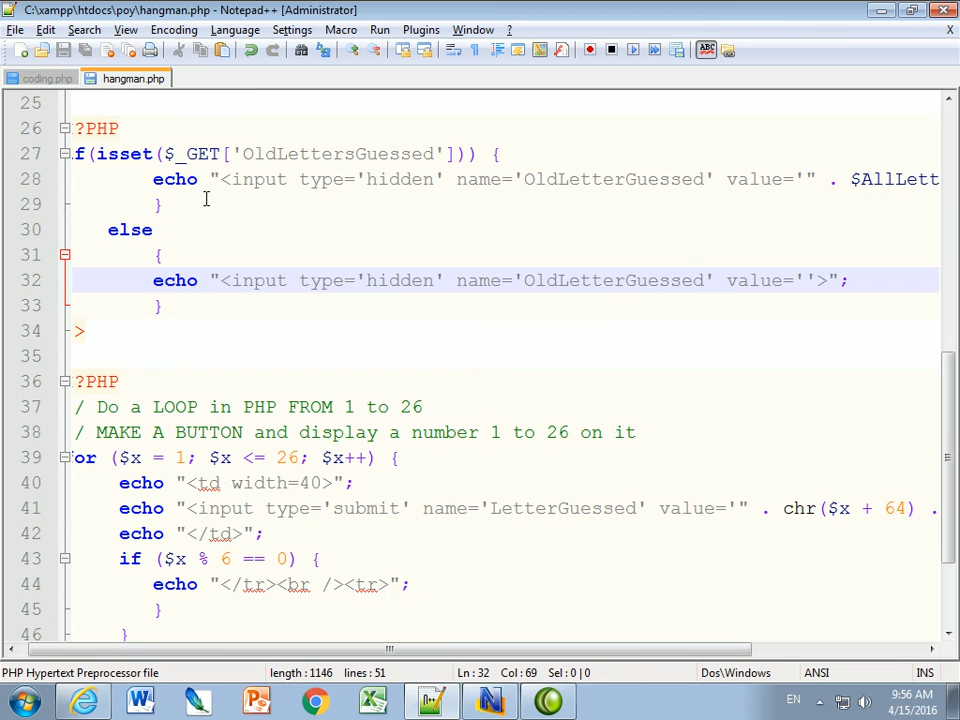 C:\xampp\htdocs\poy\hangman.php - Notepad++ [Administrator]
File Edit Search View Encoding Language Settings Macro Run Plugins Window ? X
coding.php hangman.php
25
26 ?PHP
27 f(isset($_GET['OldLettersGuessed'])) {
28 echo "<input type='hidden' name='OldLetterGuessed' value='" . $AllLett
29 }
30 else
31 {
32 echo "<input type='hidden' name='OldLetterGuessed' value=''>";
33 }
34 >
35
36 ?PHP
37 / Do a LOOP in PHP FROM 1 to 26
38 / MAKE A BUTTON and display a number 1 to 26 on it
39 or ($x = 1; $x <= 26; $x++) {
40 echo "<td width=40>";
41 echo "<input type='submit' name='LetterGuessed' value='" . chr($x + 64) .
42 echo "</td>";
43 if ($x % 6 == 0) {
44 echo "</tr><br /><tr>";
45 }
46 }
PHP Hypertext Preprocessor file length : 1146 lines : 51 Ln : 32 Col : 69 Sel : 0 | 0 Dos\Windows ANSI INS
EN 9:56 AM
4/15/2016